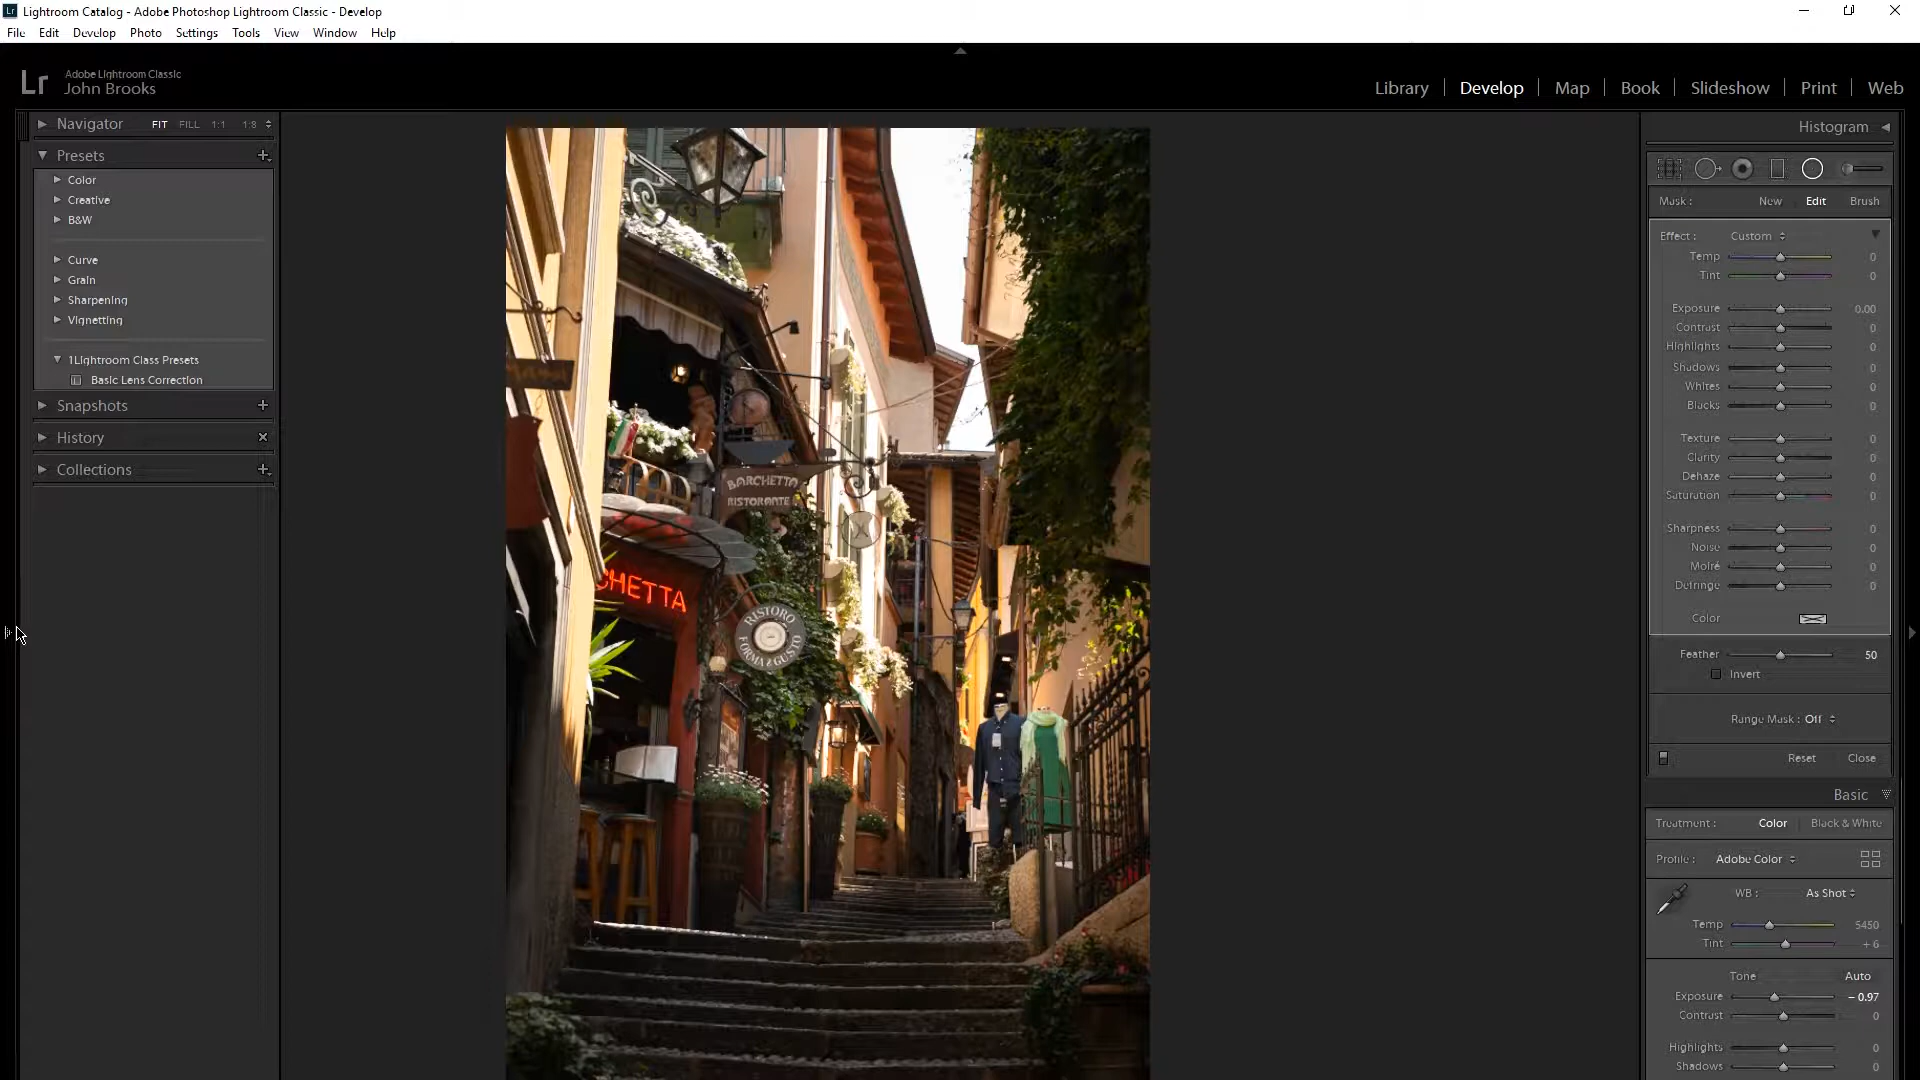 Lr Lightroom Catalog - Adobe Photoshop Lightroom Classic - Develop
File Edit Develop Photo Settings Tools View Window Help
Lr Adobe Lightroom Classic
John Brooks
Library Develop Map Book Slideshow Print Web
Navigator FIT FILL 1:1 1:8
Presets
Color
Creative
B&W
Curve
Grain
Sharpening
Vignetting
1Lightroom Class Presets
Basic Lens Correction
Snapshots
History
Collections
BARCHETTA
RISTORANTE
CHETTA
RISTORO
FORMA & GUSTO
Histogram
Mask : New Edit Brush
Effect : Custom
Temp 0
Tint 0
Exposure 0.00
Contrast 0
Highlights 0
Shadows 0
Whites 0
Blacks 0
Texture 0
Clarity 0
Dehaze 0
Saturation 0
Sharpness 0
Noise 0
Moiré 0
Defringe 0
Color
Feather 50
Invert
Range Mask : Off
Reset Close
Basic
Treatment : Color Black & White
Profile : Adobe Color
WB : As Shot
Temp 5450
Tint + 6
Tone Auto
Exposure – 0.97
Contrast 0
Highlights 0
Shadows 0